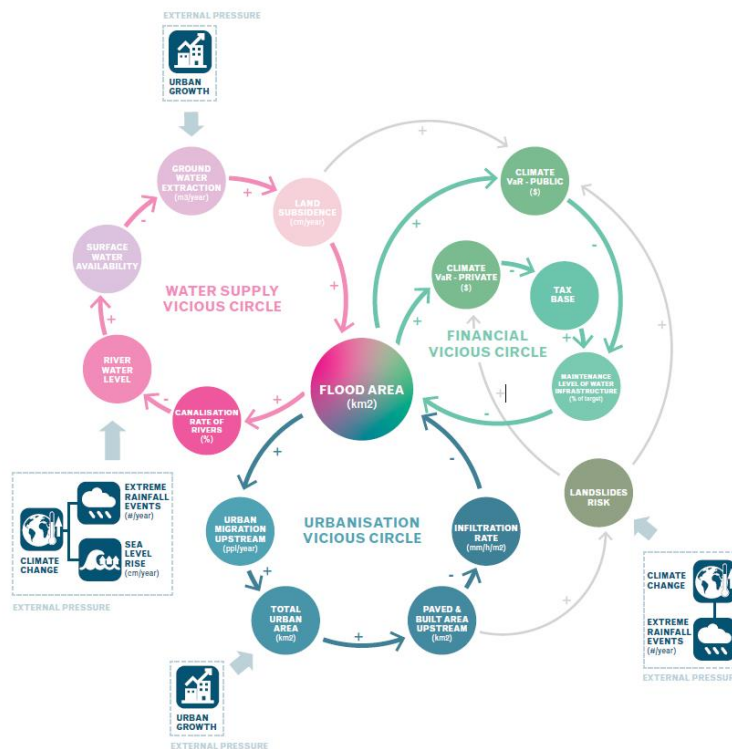 EXTERNAL PRESSURE
URBAN
GROWTH
GROUND
WATER
EXTRACTION
(m3/year)
LAND
SUBSIDENCE
(cm/year)
SURFACE
WATER
AVAILABILITY
RIVER
WATER
LEVEL
CANALISATION
RATE OF
RIVERS
(%)
WATER SUPPLY
VICIOUS CIRCLE
CLIMATE
VaR - PUBLIC
($)
CLIMATE
VaR - PRIVATE
($)
TAX
BASE
FINANCIAL
VICIOUS CIRCLE
MAINTENANCE
LEVEL OF WATER
INFRASTRUCTURE
(% of target)
FLOOD AREA
(km2)
LANDSLIDES
RISK
URBAN
MIGRATION
UPSTREAM
(ppl/year)
URBANISATION
VICIOUS CIRCLE
INFILTRATION
RATE
(mm/h/m2)
TOTAL
URBAN
AREA
(km2)
PAVED &
BUILT AREA
UPSTREAM
(km2)
CLIMATE
CHANGE
EXTREME
RAINFALL
EVENTS
(#/year)
SEA
LEVEL
RISE
(cm/year)
EXTERNAL PRESSURE
URBAN
GROWTH
EXTERNAL PRESSURE
CLIMATE
CHANGE
EXTREME
RAINFALL
EVENTS
(#/year)
EXTERNAL PRESSURE
+
+
-
+
-
+
+
+
-
-
+
-
+
+
+
-
-
+
+
+
+